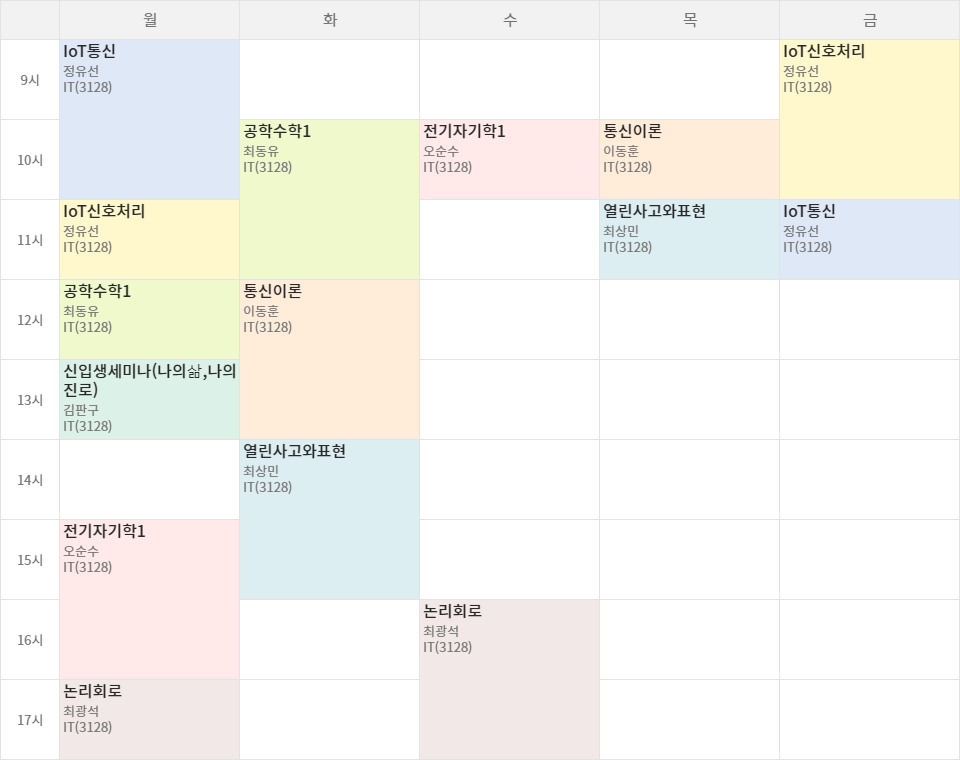 월
화
수
목
금
9시
IoT통신
정유선
IT(3128)
IoT신호처리
정유선
IT(3128)
10시
공학수학1
최동유
IT(3128)
전기자기학1
오순수
IT(3128)
통신이론
이동훈
IT(3128)
11시
IoT신호처리
정유선
IT(3128)
열린사고와표현
최상민
IT(3128)
IoT통신
정유선
IT(3128)
12시
공학수학1
최동유
IT(3128)
통신이론
이동훈
IT(3128)
13시
신입생세미나(나의삶,나의
진로)
김판구
IT(3128)
14시
열린사고와표현
최상민
IT(3128)
15시
전기자기학1
오순수
IT(3128)
16시
논리회로
최광석
IT(3128)
17시
논리회로
최광석
IT(3128)